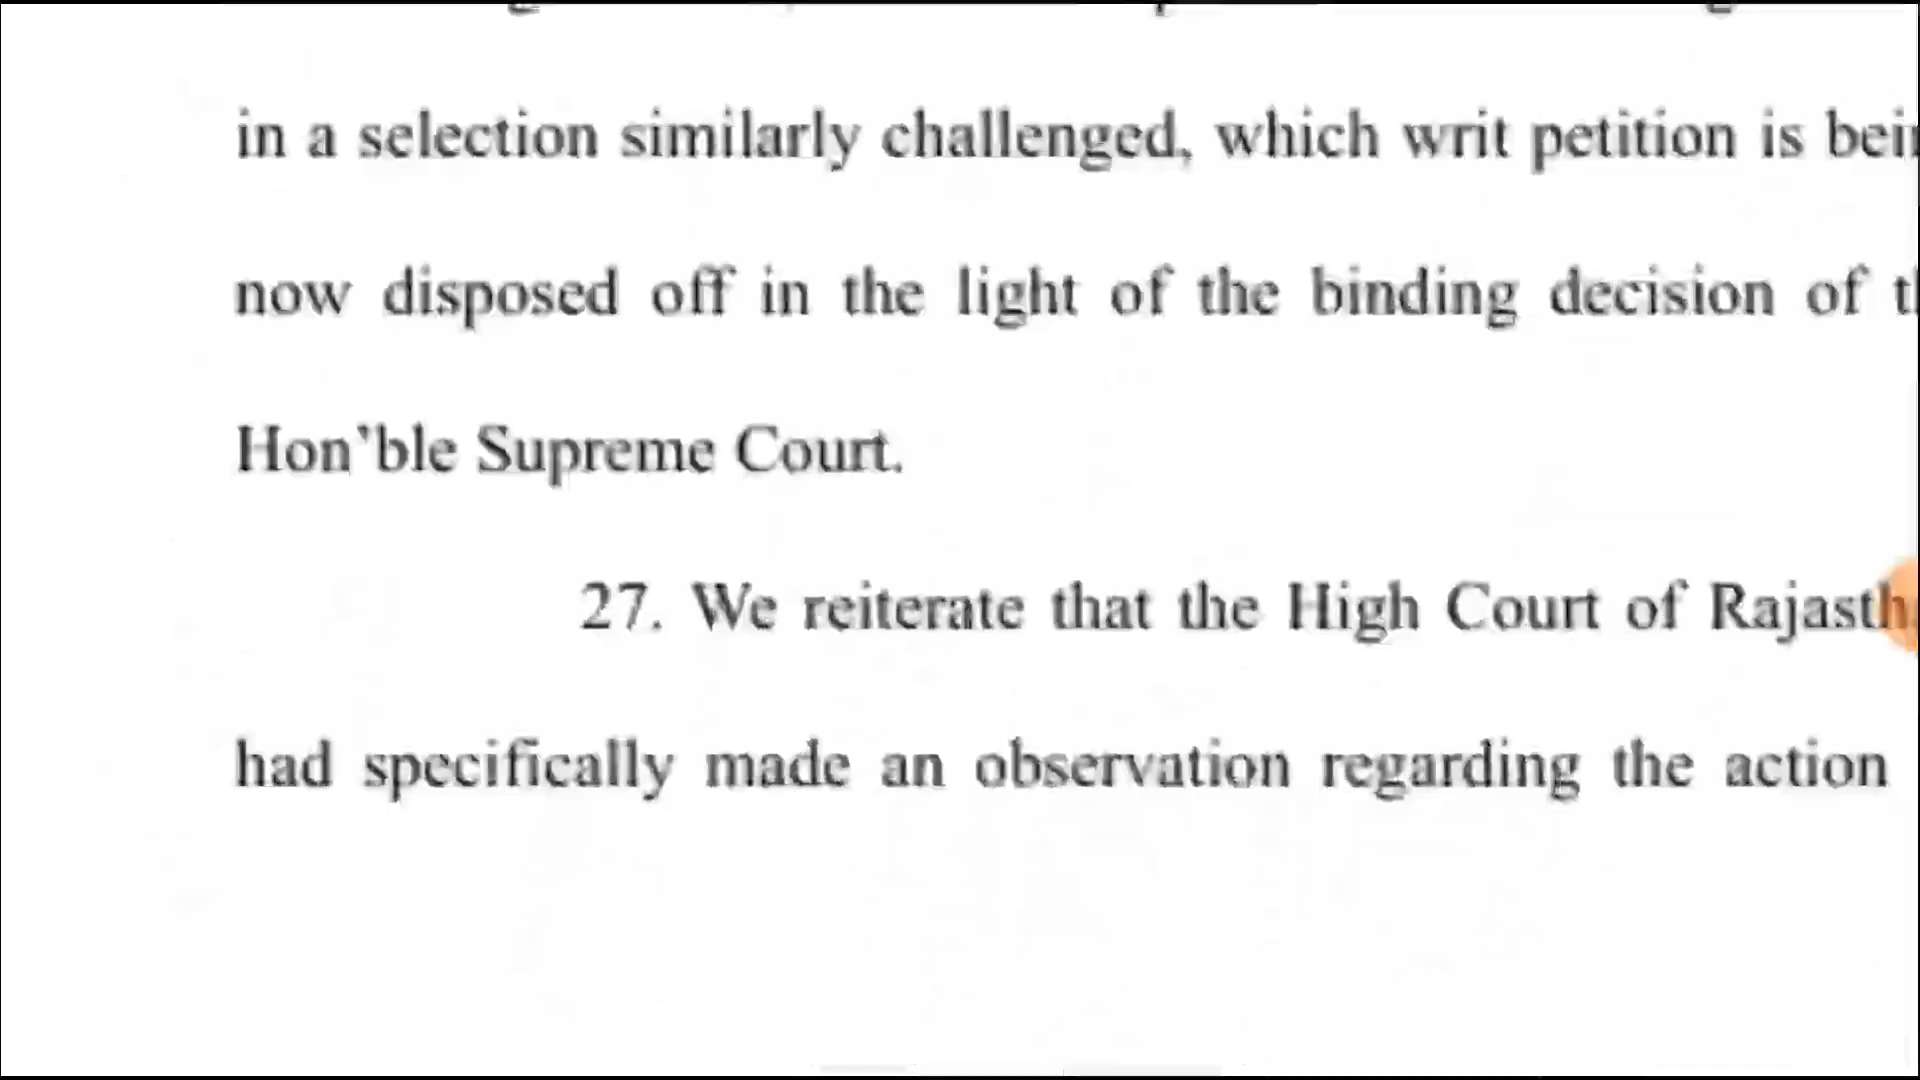 in a selection similarly challenged, which writ petition is bei
now disposed off in the light of the binding decision of t
Hon’ble Supreme Court.
27. We reiterate that the High Court of Rajasth
had specifically made an observation regarding the action